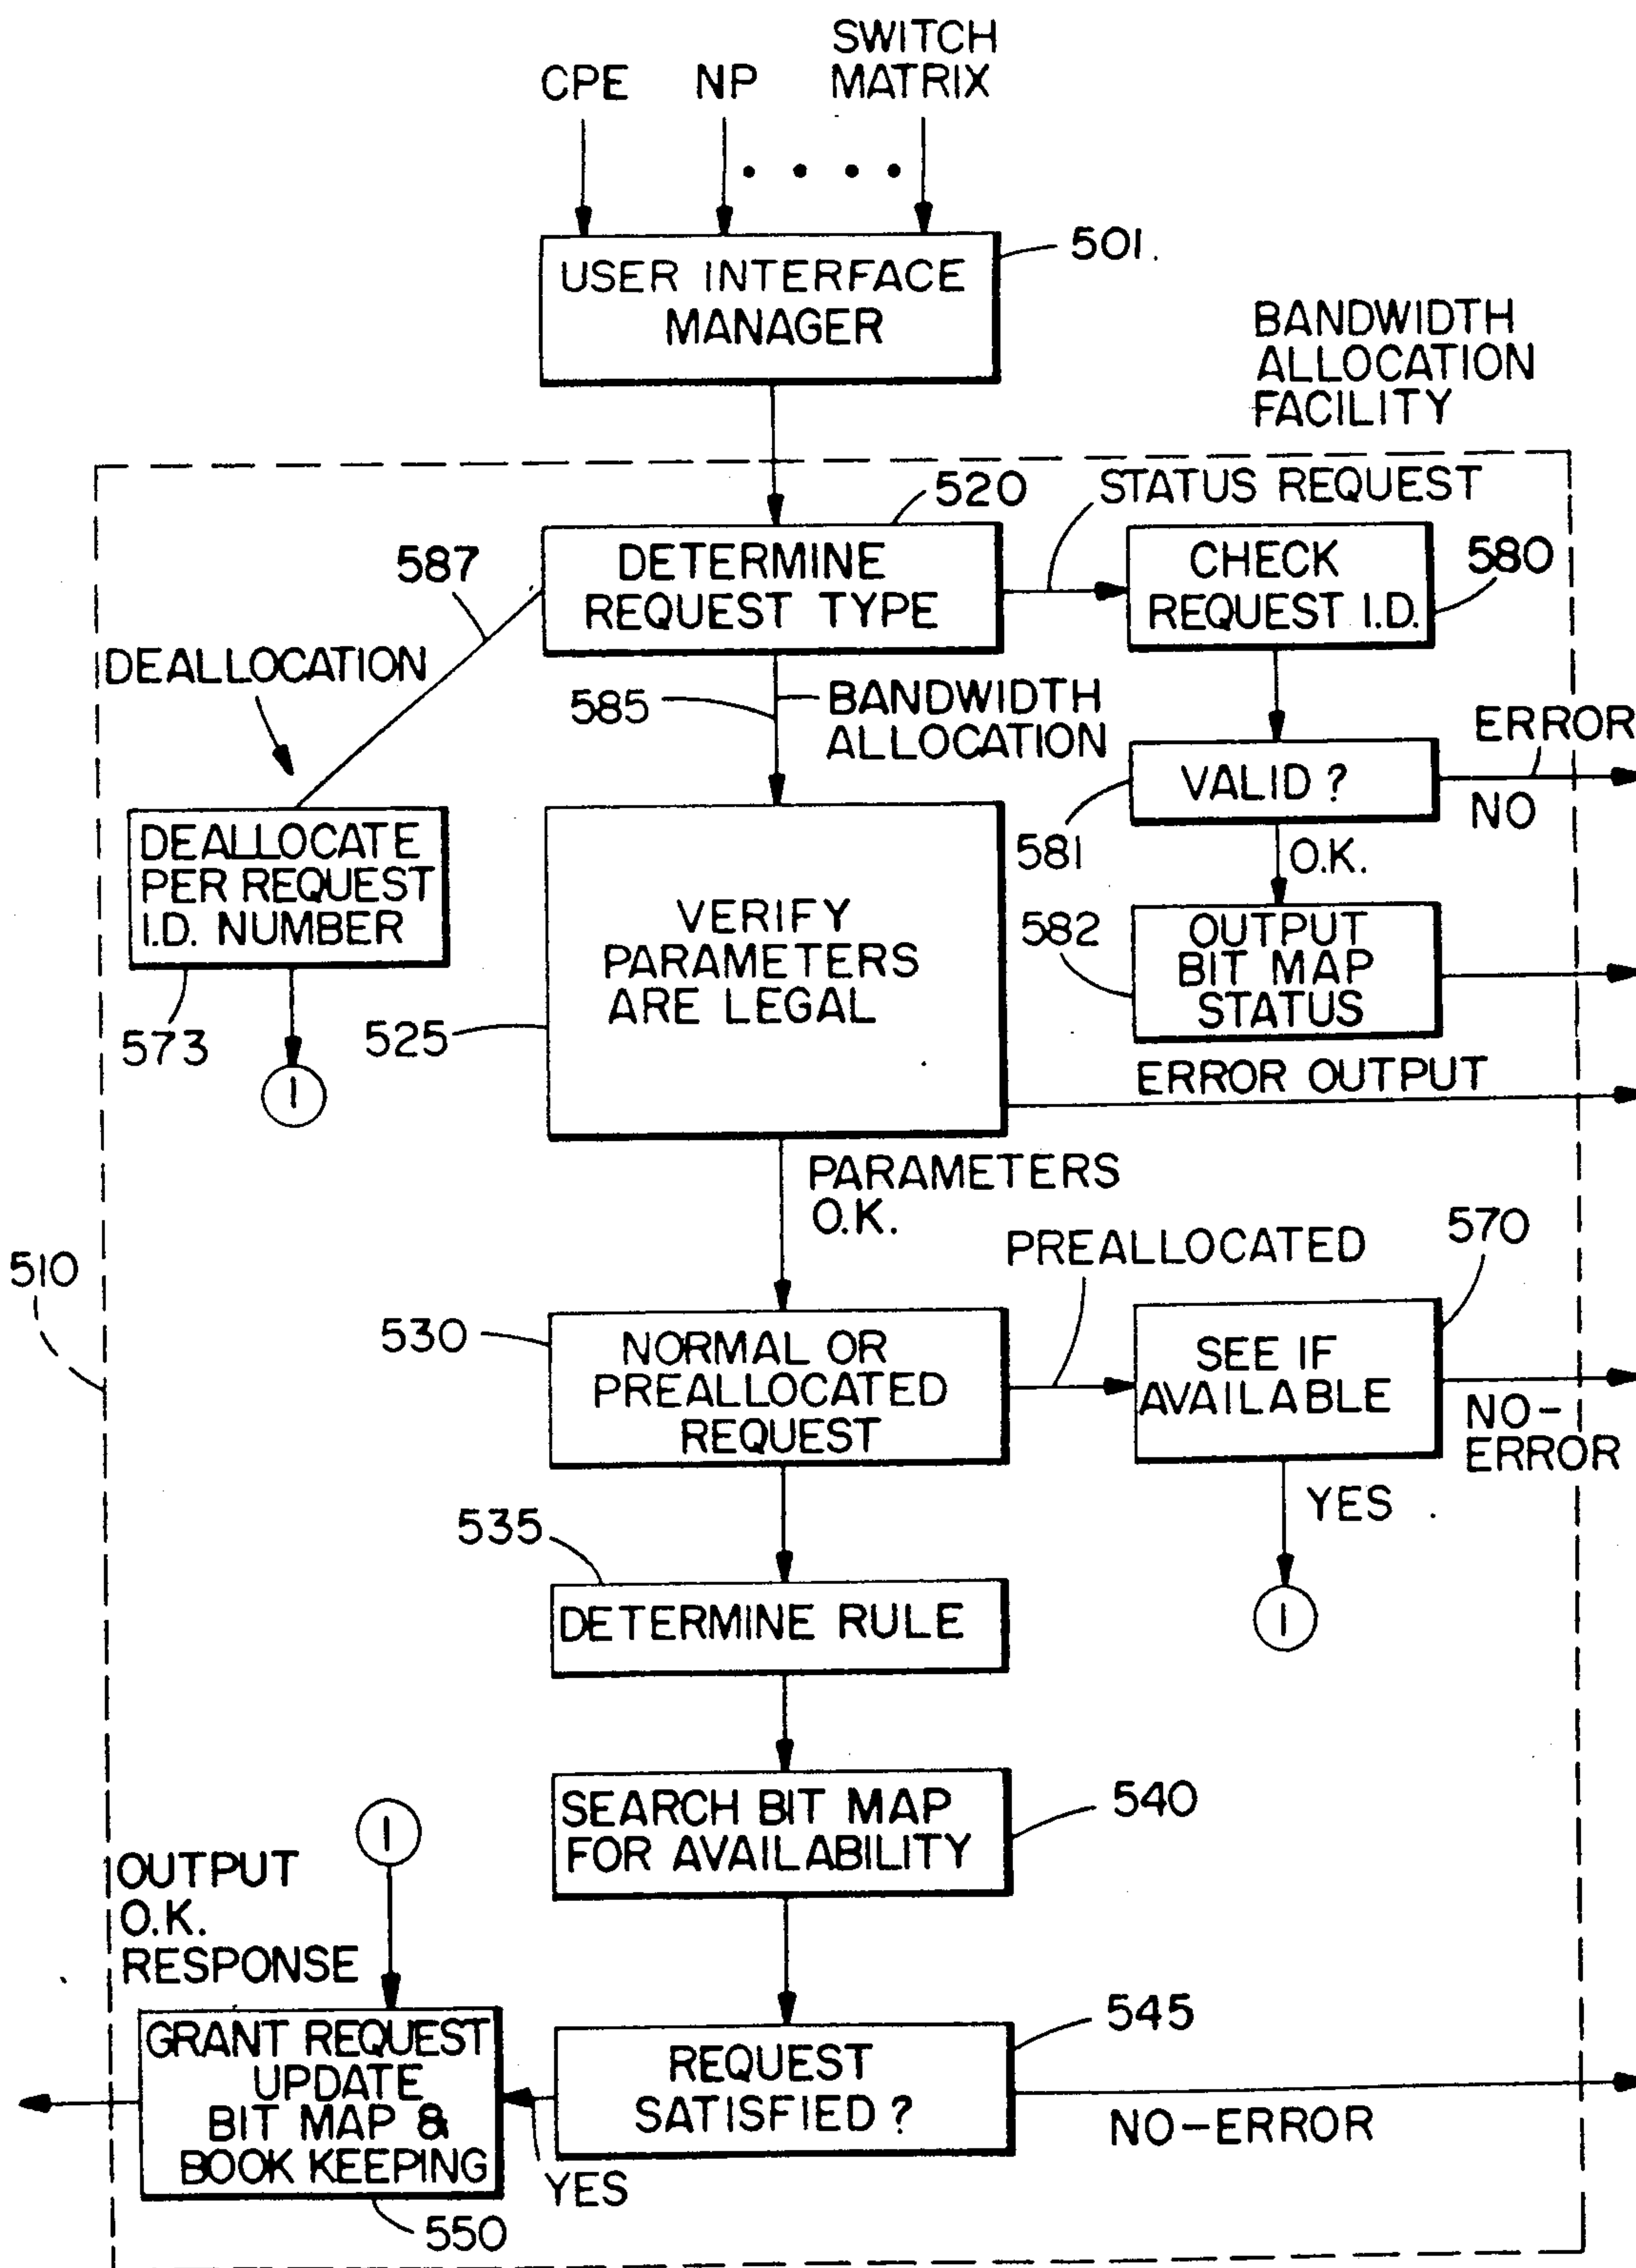 SWITCH
CPE NP MATRIX
501.
USER INTERFACE
MANAGER
BANDWIDTH
ALLOCATION
FACILITY
520
STATUS REQUEST
587
DETERMINE
REQUEST TYPE
CHECK
REQUEST I.D.
580
DEALLOCATION
585
BANDWIDTH
ALLOCATION
ERROR
VALID ?
NO
581
O.K.
DEALLOCATE
PER REQUEST
I.D. NUMBER
573
VERIFY
PARAMETERS
ARE LEGAL
525
582
OUTPUT
BIT MAP
STATUS
ERROR OUTPUT
1
PARAMETERS
O.K.
510
PREALLOCATED
570
530
NORMAL OR
PREALLOCATED
REQUEST
SEE IF
AVAILABLE
NO-
ERROR
YES
1
535
DETERMINE RULE
SEARCH BIT MAP
FOR AVAILABILITY
540
1
OUTPUT
O.K.
RESPONSE
GRANT REQUEST
UPDATE
BIT MAP &
BOOK KEEPING
550
YES
REQUEST
SATISFIED ?
545
NO-ERROR